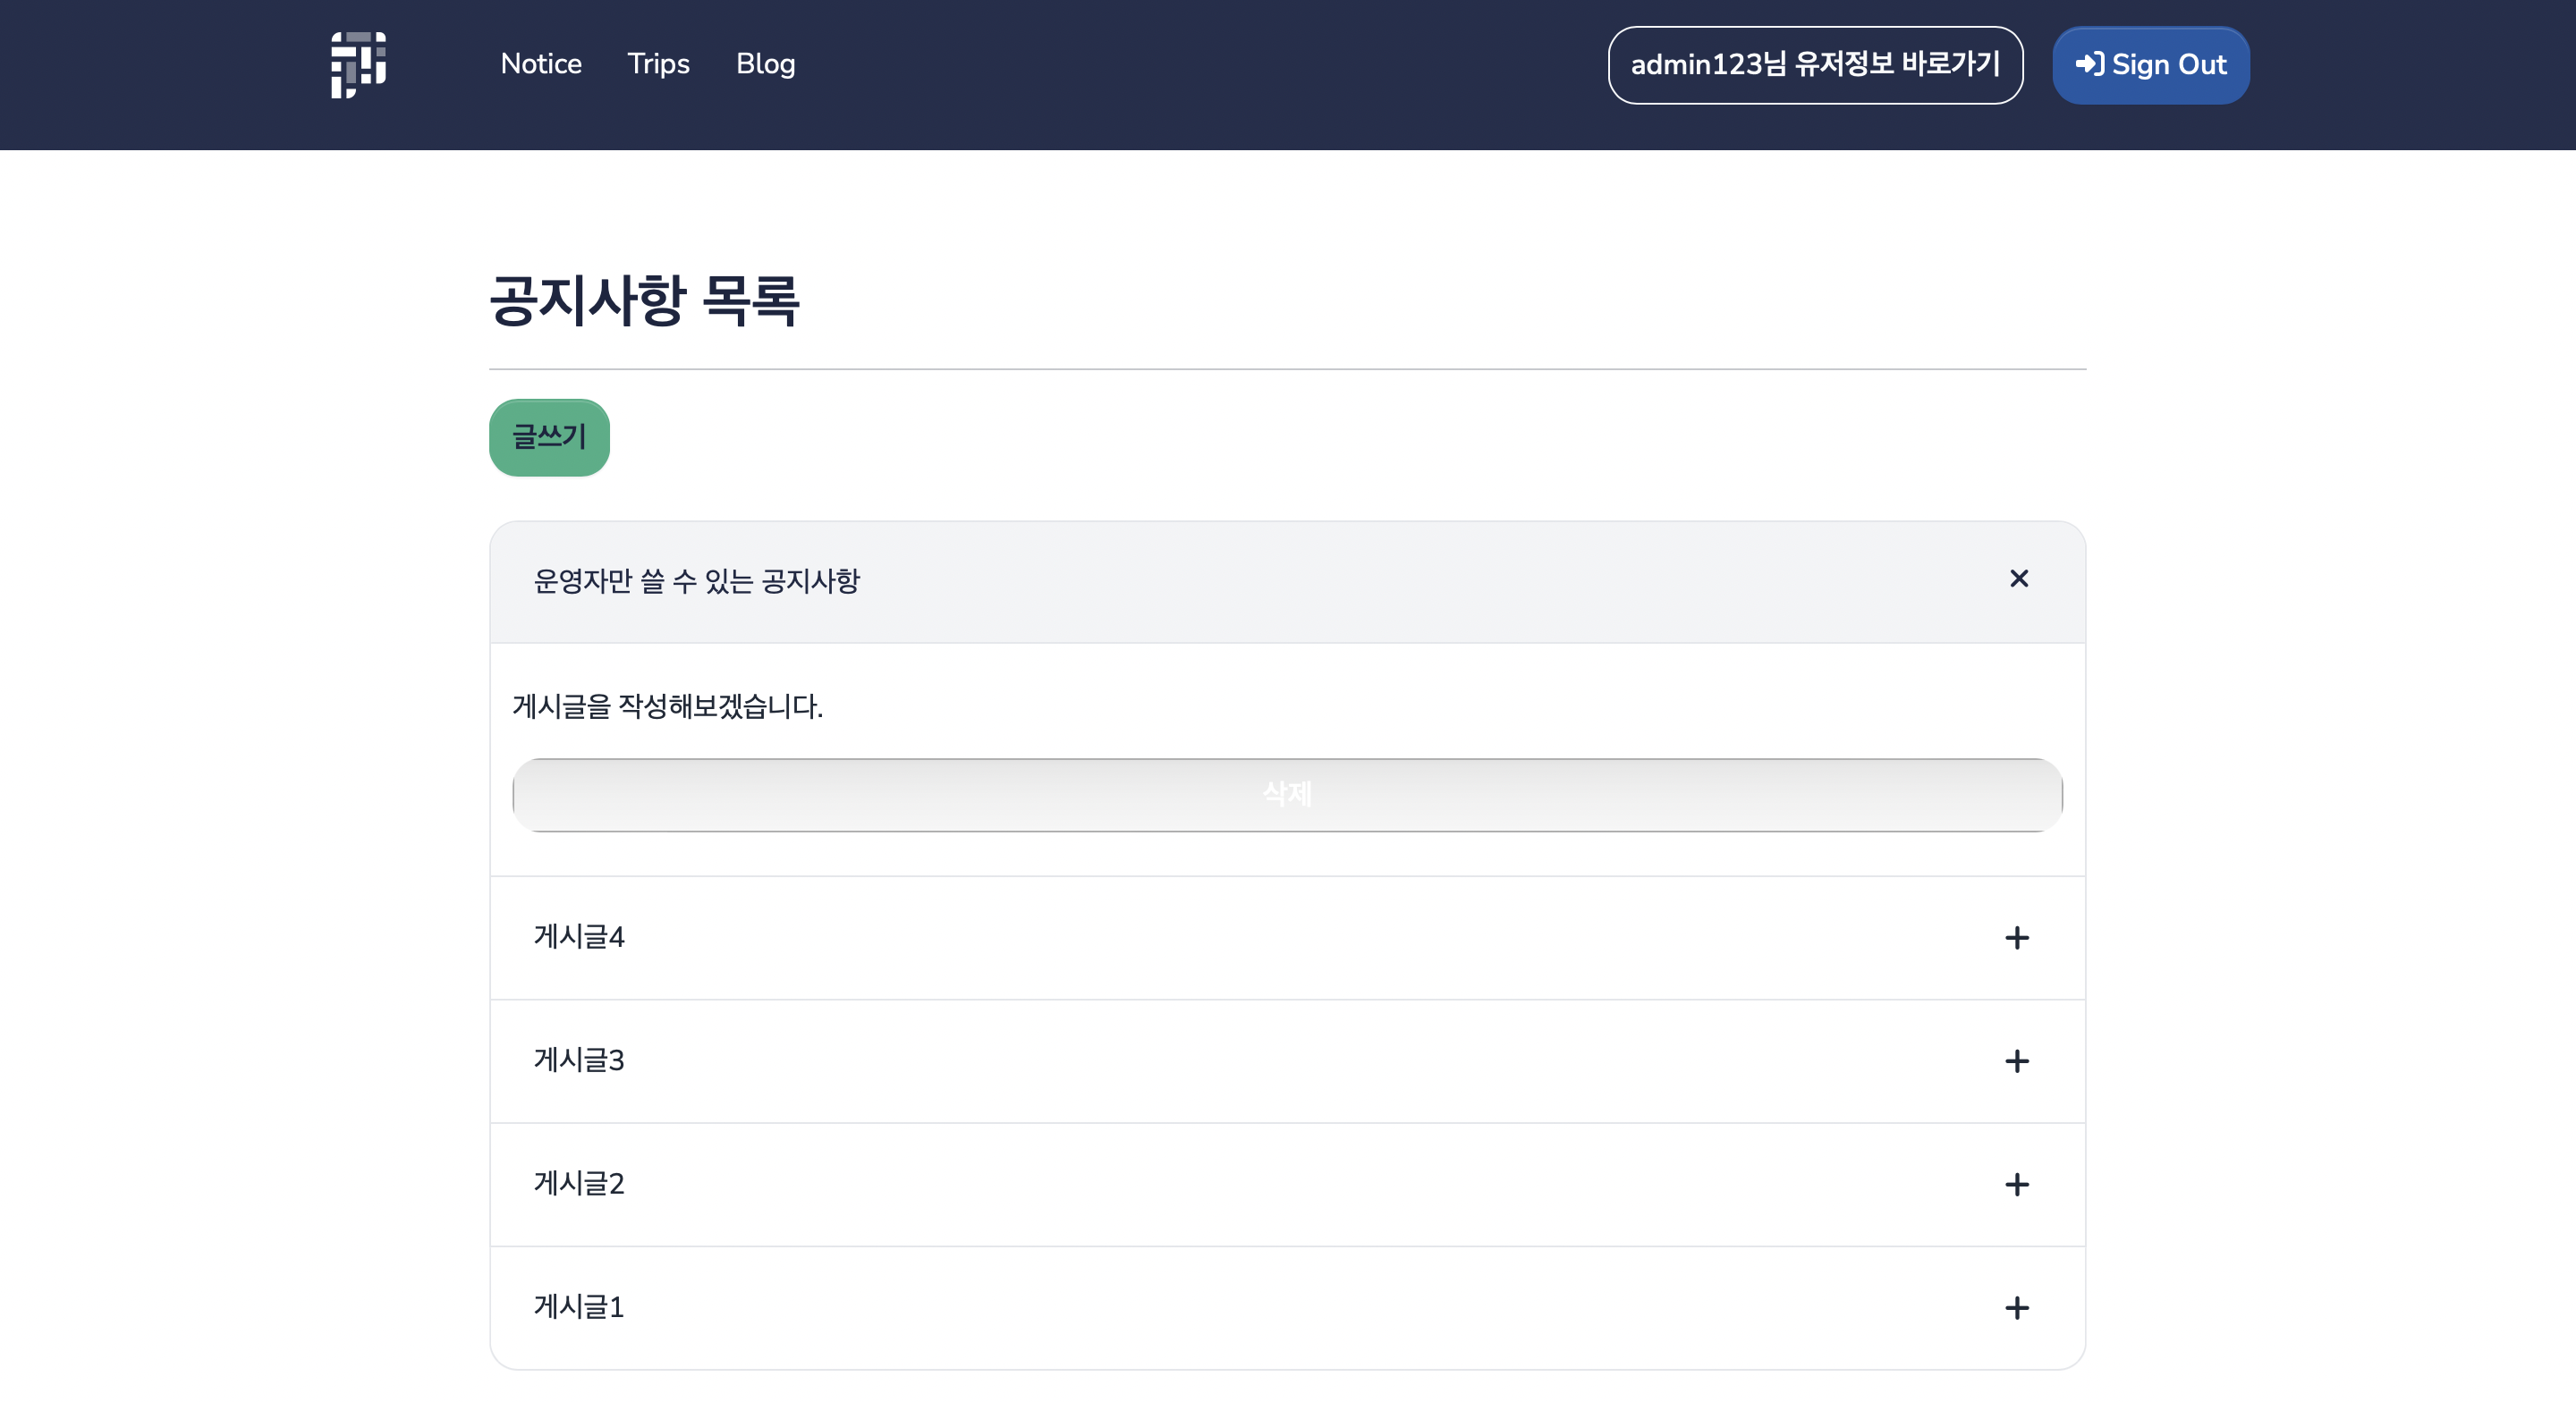 Notice Trips Blog admin123님 유저정보 바로가기 Sign Out
공지사항 목록
글쓰기
운영자만 쓸 수 있는 공지사항
게시글을 작성해보겠습니다.
삭제
게시글4
게시글3
게시글2
게시글1